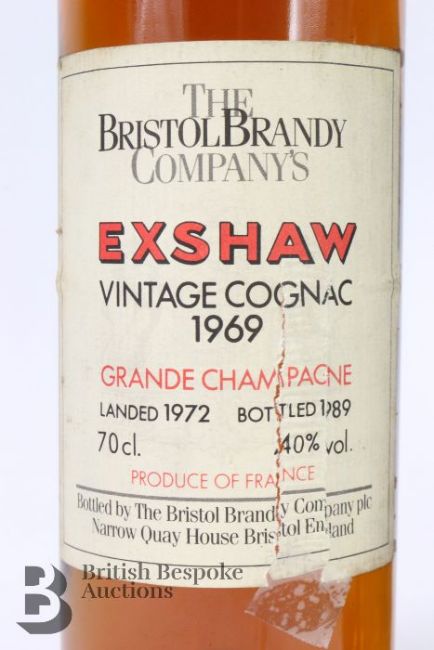 THE
BRISTOL BRANDY
COMPANY'S
EXSHAW
VINTAGE COGNAC
1969
GRANDE CHAMPAGNE
LANDED 1972 BOTTLED 1989
70cl. 40% vol.
PRODUCE OF FRANCE
Bottled by The Bristol Brandy Company plc
Narrow Quay House Bristol England
B British Bespoke
Auctions